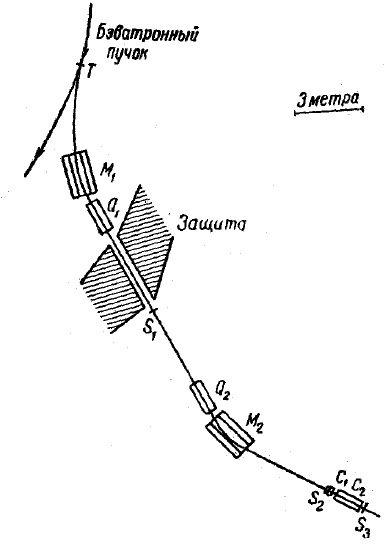 Бэватронный
пучок
T
3 метра
M₁
Q₁
Защита
S₁
Q₂
M₂
C₁ C₂
S₂
S₃